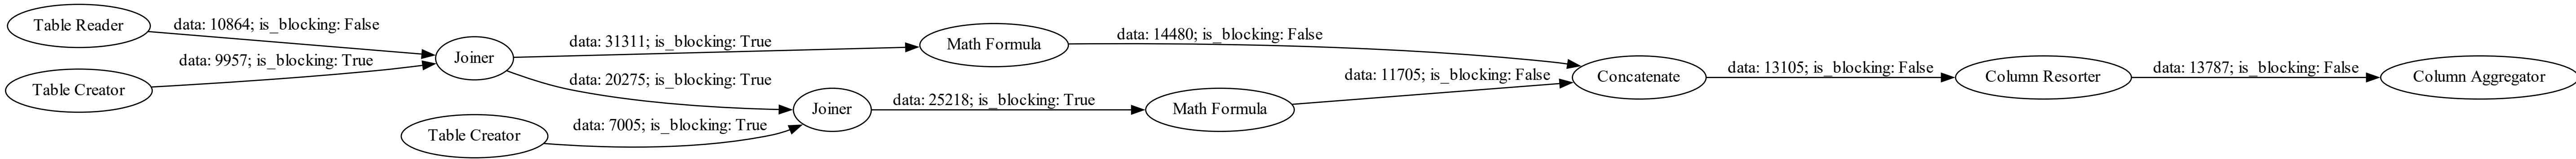 Table Reader
data: 10864; is_blocking: False
Table Creator
data: 9957; is_blocking: True
Joiner
data: 31311; is_blocking: True
data: 20275; is_blocking: True
Table Creator
data: 7005; is_blocking: True
Joiner
data: 25218; is_blocking: True
Math Formula
data: 14480; is_blocking: False
Math Formula
data: 11705; is_blocking: False
Concatenate
data: 13105; is_blocking: False
Column Resorter
data: 13787; is_blocking: False
Column Aggregator